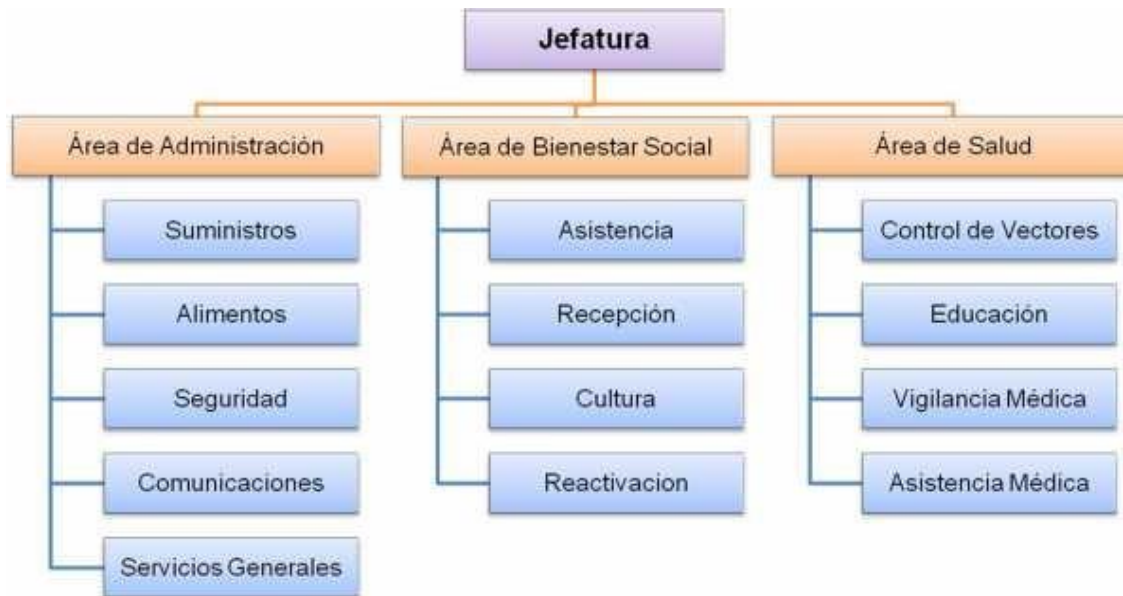 Jefatura
Área de Administración
Suministros
Alimentos
Seguridad
Comunicaciones
Servicios Generales
Área de Bienestar Social
Asistencia
Recepción
Cultura
Reactivacion
Área de Salud
Control de Vectores
Educación
Vigilancia Médica
Asistencia Médica